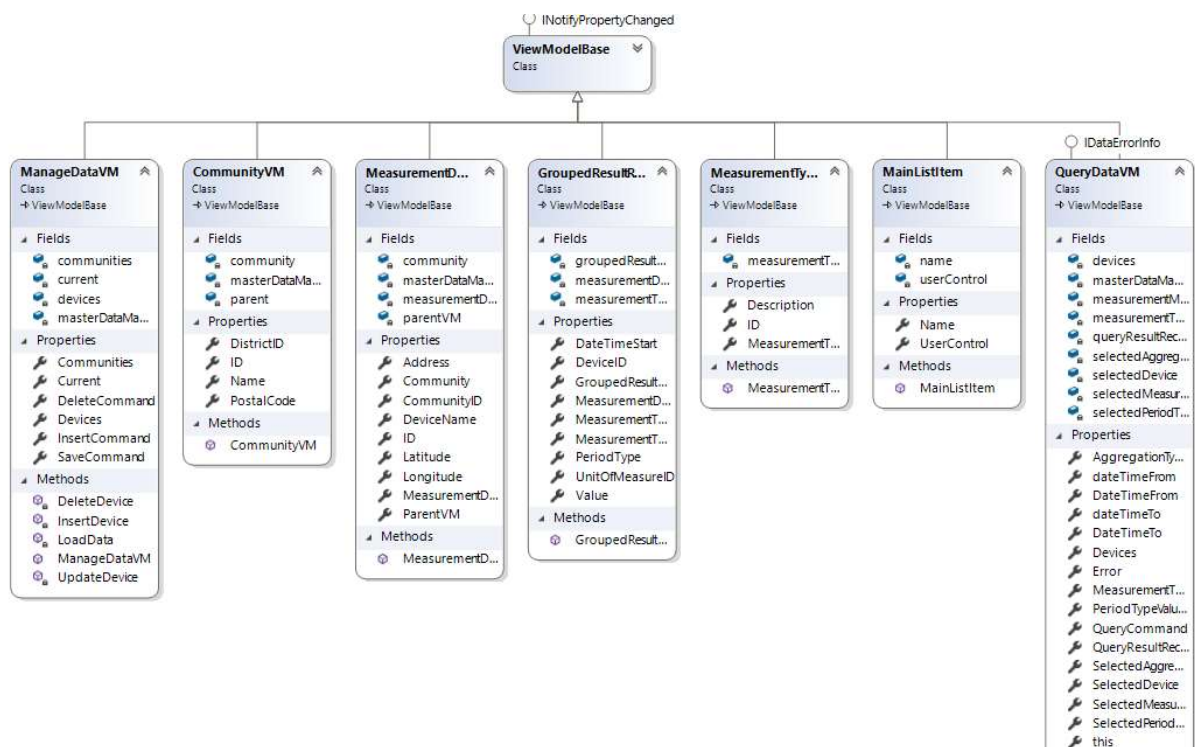 INotifyPropertyChanged
ViewModelBase
Class
IDataErrorInfo
ManageDataVM
Class
ViewModelBase
Fields
communities
current
devices
masterDataMa...
Properties
Communities
Current
DeleteCommand
Devices
InsertCommand
SaveCommand
Methods
DeleteDevice
InsertDevice
LoadData
ManageDataVM
UpdateDevice
CommunityVM
Class
ViewModelBase
Fields
community
masterDataMa...
parent
Properties
DistrictID
ID
Name
PostalCode
Methods
CommunityVM
MeasurementD...
Class
ViewModelBase
Fields
community
masterDataMa...
measurementD...
parentVM
Properties
Address
Community
CommunityID
DeviceName
ID
Latitude
Longitude
MeasurementD...
ParentVM
Methods
MeasurementD...
GroupedResultR...
Class
ViewModelBase
Fields
groupedResult...
measurementD...
measurementT...
Properties
DateTimeStart
DeviceID
GroupedResult...
MeasurementD...
MeasurementT...
MeasurementT...
PeriodType
UnitOfMeasureID
Value
Methods
GroupedResult...
MeasurementTy...
Class
ViewModelBase
Fields
measurementT...
Properties
Description
ID
MeasurementT...
Methods
MeasurementT...
MainListItem
Class
ViewModelBase
Fields
name
userControl
Properties
Name
UserControl
Methods
MainListItem
QueryDataVM
Class
ViewModelBase
Fields
devices
masterDataMa...
measurementM...
measurementT...
queryResultRec...
selectedAggreg...
selectedDevice
selectedMeasur...
selectedPeriodT...
Properties
AggregationTy...
dateTimeFrom
DateTimeFrom
dateTimeTo
DateTimeTo
Devices
Error
MeasurementT...
PeriodTypeValu...
QueryCommand
QueryResultRec...
SelectedAggre...
SelectedDevice
SelectedMeasu...
SelectedPeriod...
this